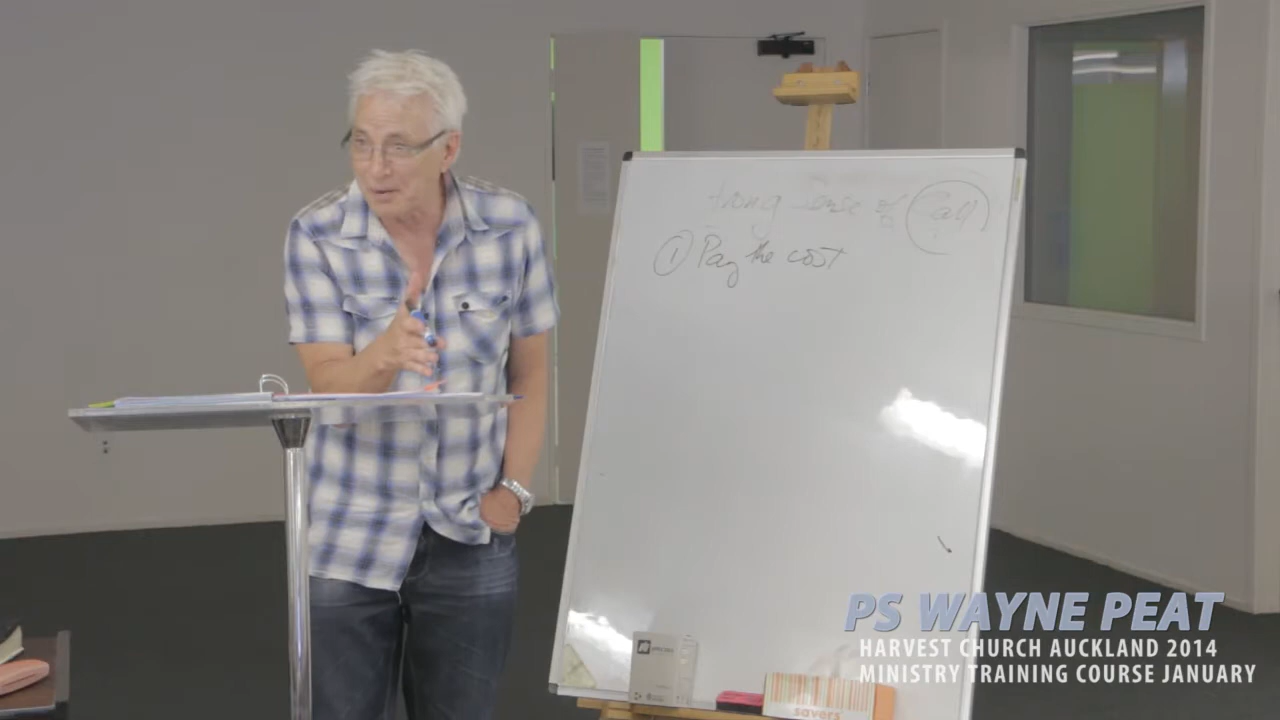 trong Sense of Call
① Pay the cost
PS WAYNE PEAT
HARVEST CHURCH AUCKLAND 2014
MINISTRY TRAINING COURSE JANUARY
savers